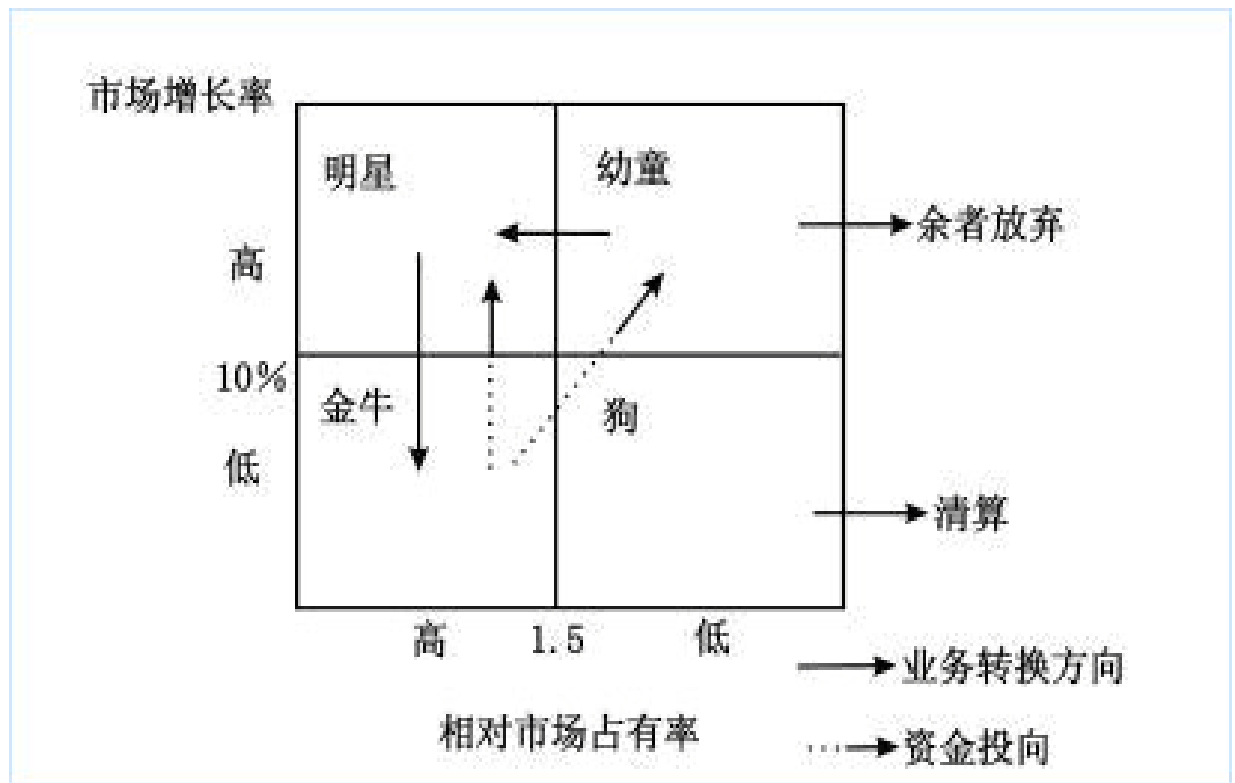 市场增长率
明星
幼童
余者放弃
高
10%
金牛
狗
低
清算
高
1.5
低
业务转换方向
相对市场占有率
资金投向